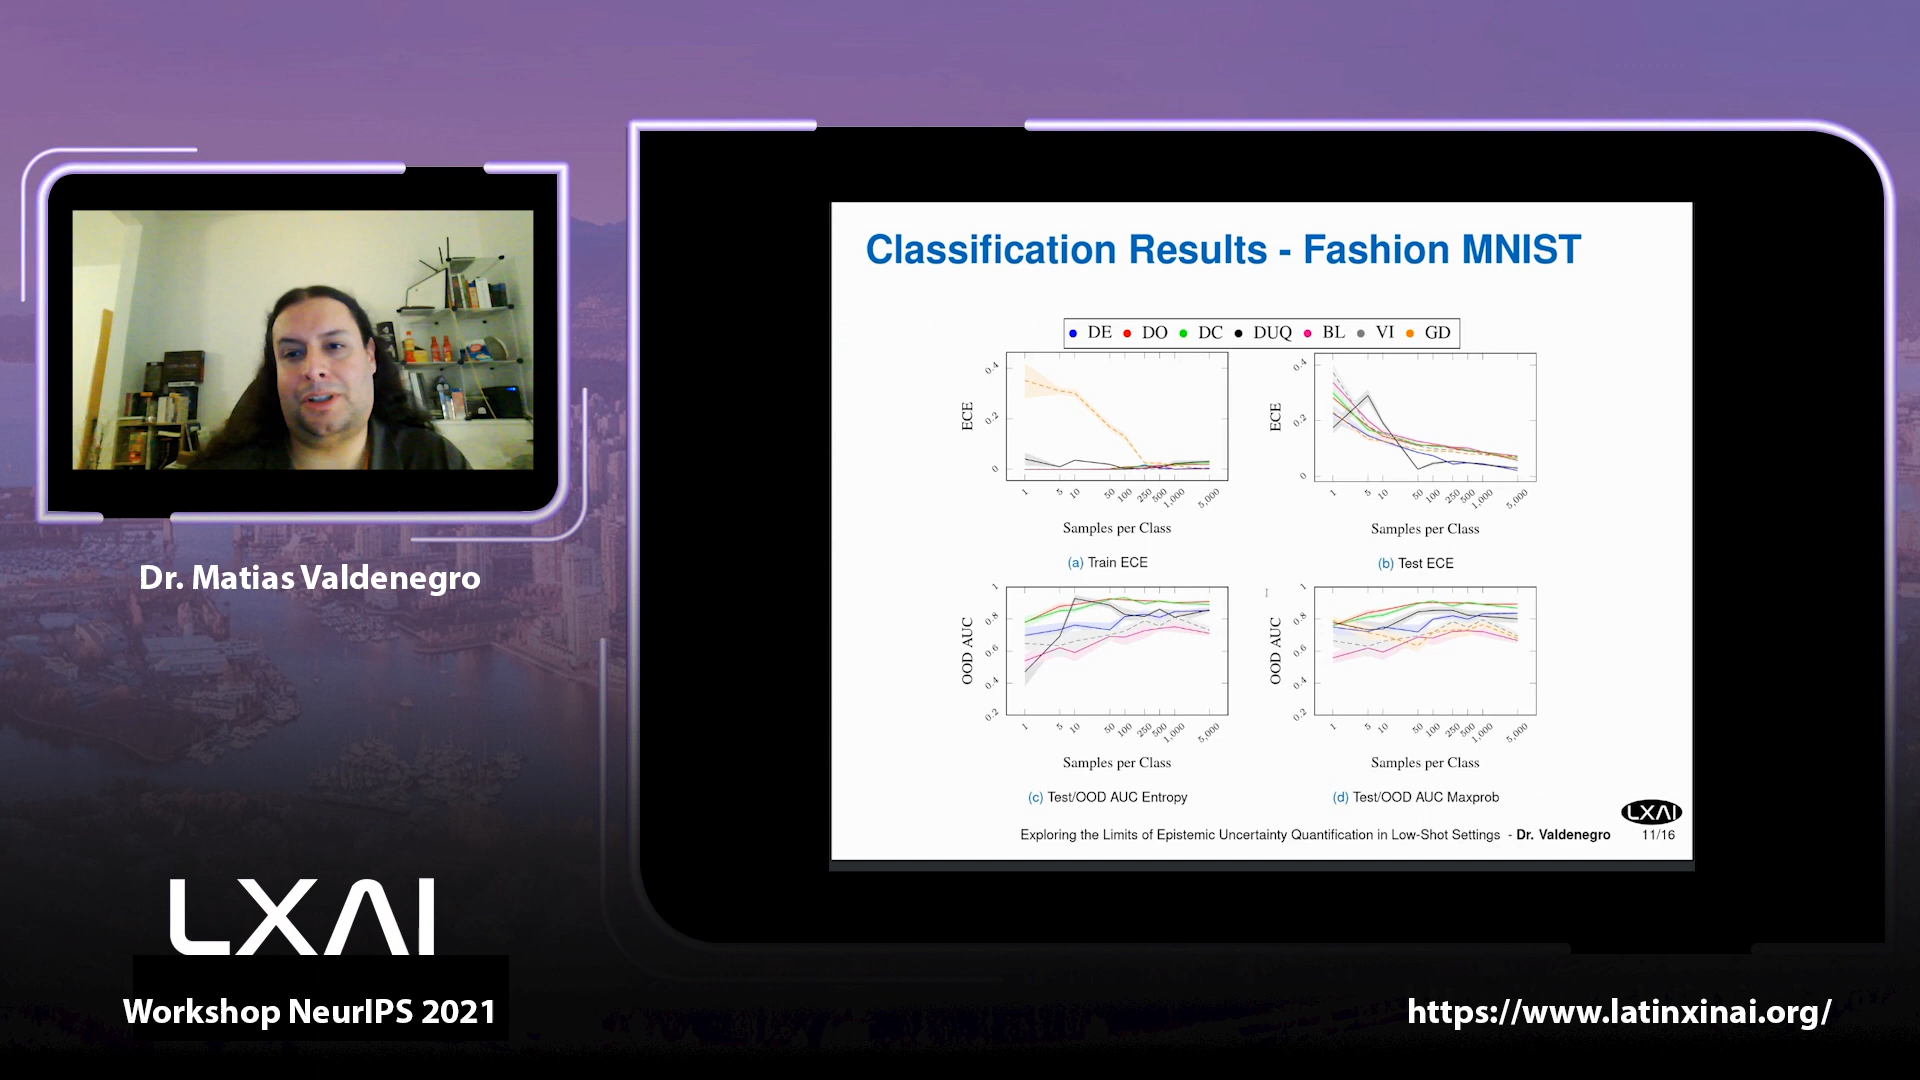 Dr. Matias Valdenegro
LXAI
Workshop NeurIPS 2021
Classification Results - Fashion MNIST
DE DO DC DUQ BL VI GD
ECE
0.4
0.2
0
1 5 10 50 100 250 500 1,000 5,000
Samples per Class
(a) Train ECE
ECE
0.4
0.2
0
1 5 10 50 100 250 500 1,000 5,000
Samples per Class
(b) Test ECE
OOD AUC
1
0.8
0.6
0.4
0.2
1 5 10 50 100 250 500 1,000 5,000
Samples per Class
(c) Test/OOD AUC Entropy
OOD AUC
1
0.8
0.6
0.4
0.2
1 5 10 50 100 250 500 1,000 5,000
Samples per Class
(d) Test/OOD AUC Maxprob
LXAI
Exploring the Limits of Epistemic Uncertainty Quantification in Low-Shot Settings - Dr. Valdenegro 11/16
https://www.latinxinai.org/